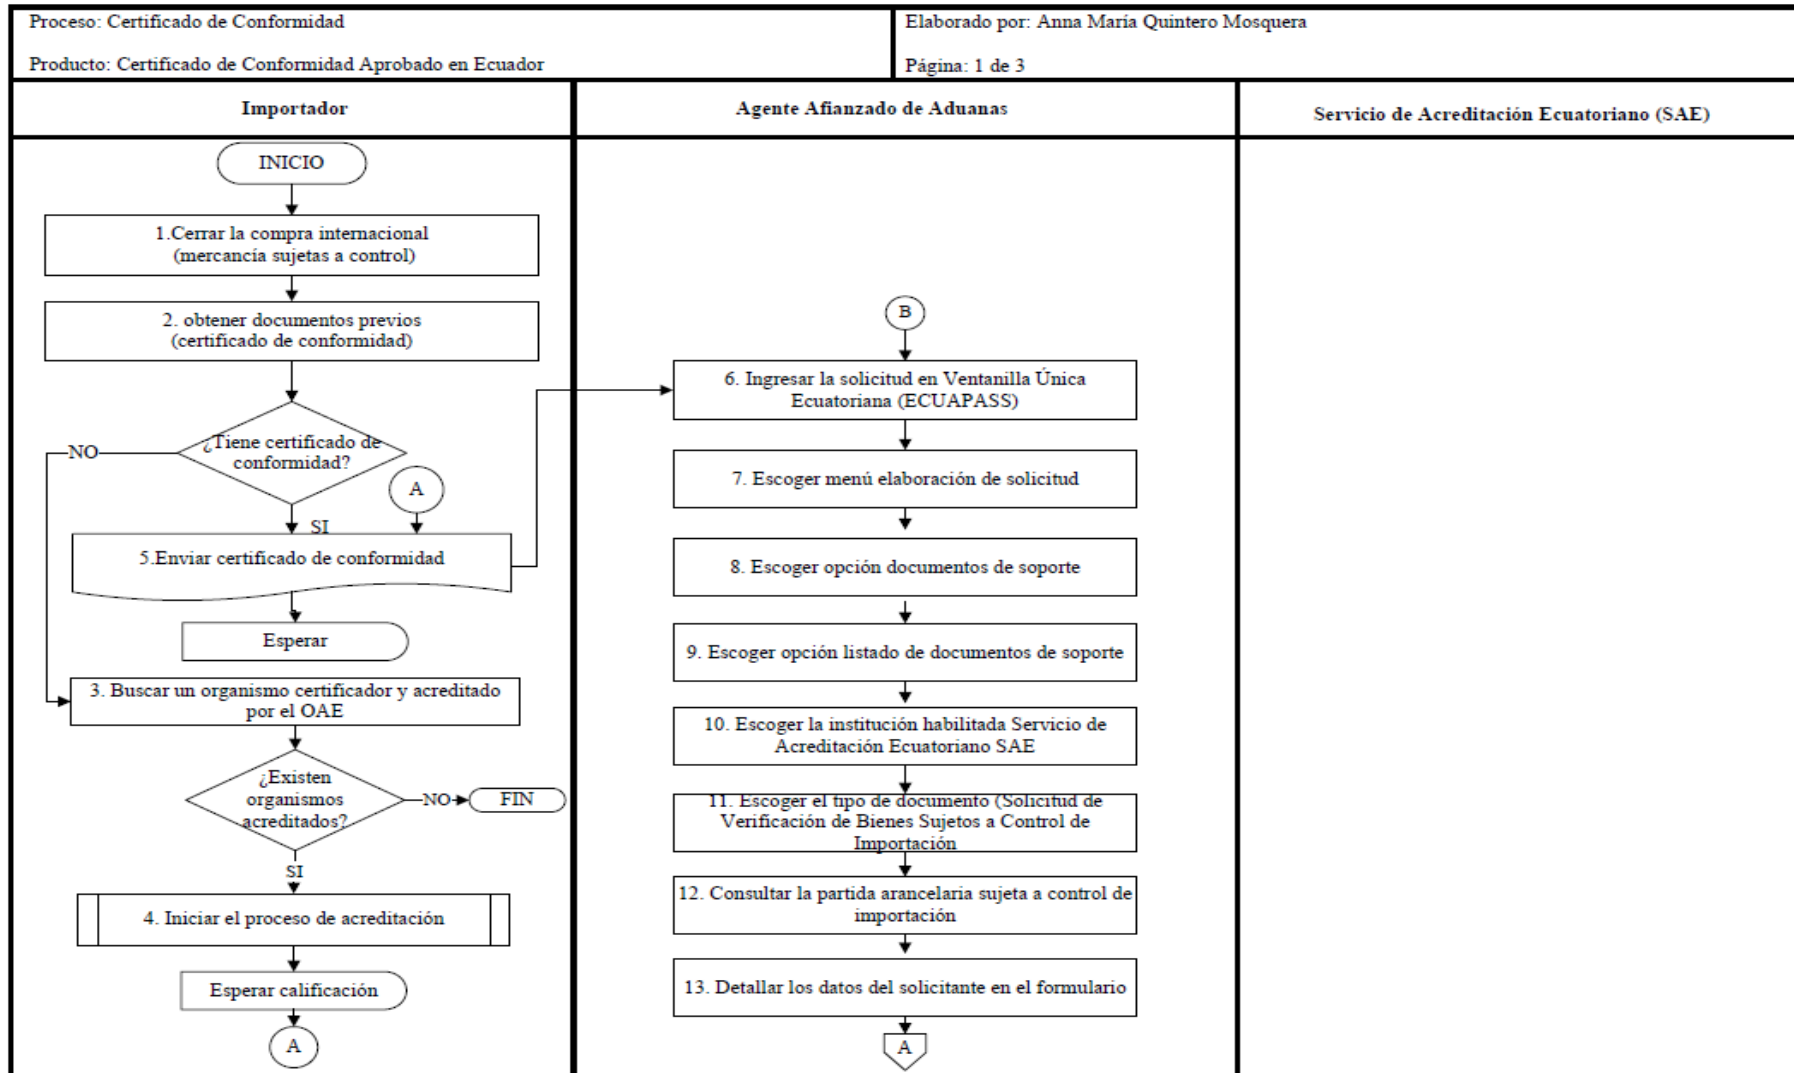 Proceso: Certificado de Conformidad
Producto: Certificado de Conformidad Aprobado en Ecuador
Elaborado por: Anna María Quintero Mosquera
Página: 1 de 3
Importador
Agente Afianzado de Aduanas
Servicio de Acreditación Ecuatoriano (SAE)
INICIO
1.Cerrar la compra internacional
(mercancía sujetas a control)
2. obtener documentos previos
(certificado de conformidad)
¿Tiene certificado de
conformidad?
NO
A
SI
5.Enviar certificado de conformidad
Esperar
3. Buscar un organismo certificador y acreditado
por el OAE
¿Existen
organismos
acreditados?
NO
FIN
SI
4. Iniciar el proceso de acreditación
Esperar calificación
A
B
6. Ingresar la solicitud en Ventanilla Única
Ecuatoriana (ECUAPASS)
7. Escoger menú elaboración de solicitud
8. Escoger opción documentos de soporte
9. Escoger opción listado de documentos de soporte
10. Escoger la institución habilitada Servicio de
Acreditación Ecuatoriano SAE
11. Escoger el tipo de documento (Solicitud de
Verificación de Bienes Sujetos a Control de
Importación
12. Consultar la partida arancelaria sujeta a control de
importación
13. Detallar los datos del solicitante en el formulario
A